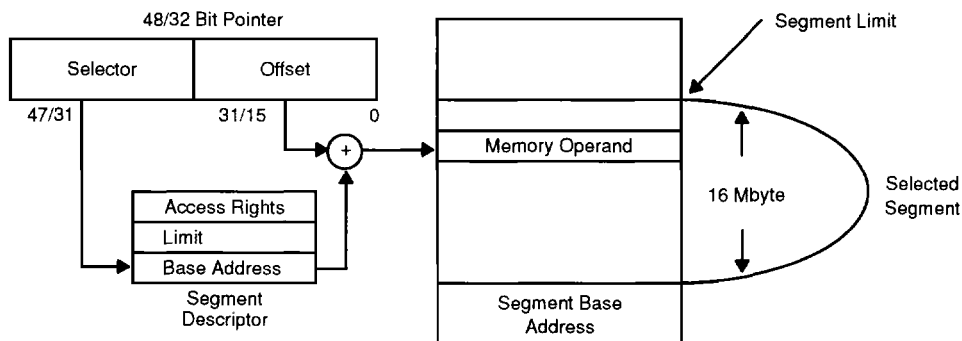 48/32 Bit Pointer
Segment Limit
Selector
Offset
47/31
31/15
0
+
Memory Operand
16 Mbyte
Selected
Segment
Access Rights
Limit
Base Address
Segment
Descriptor
Segment Base
Address